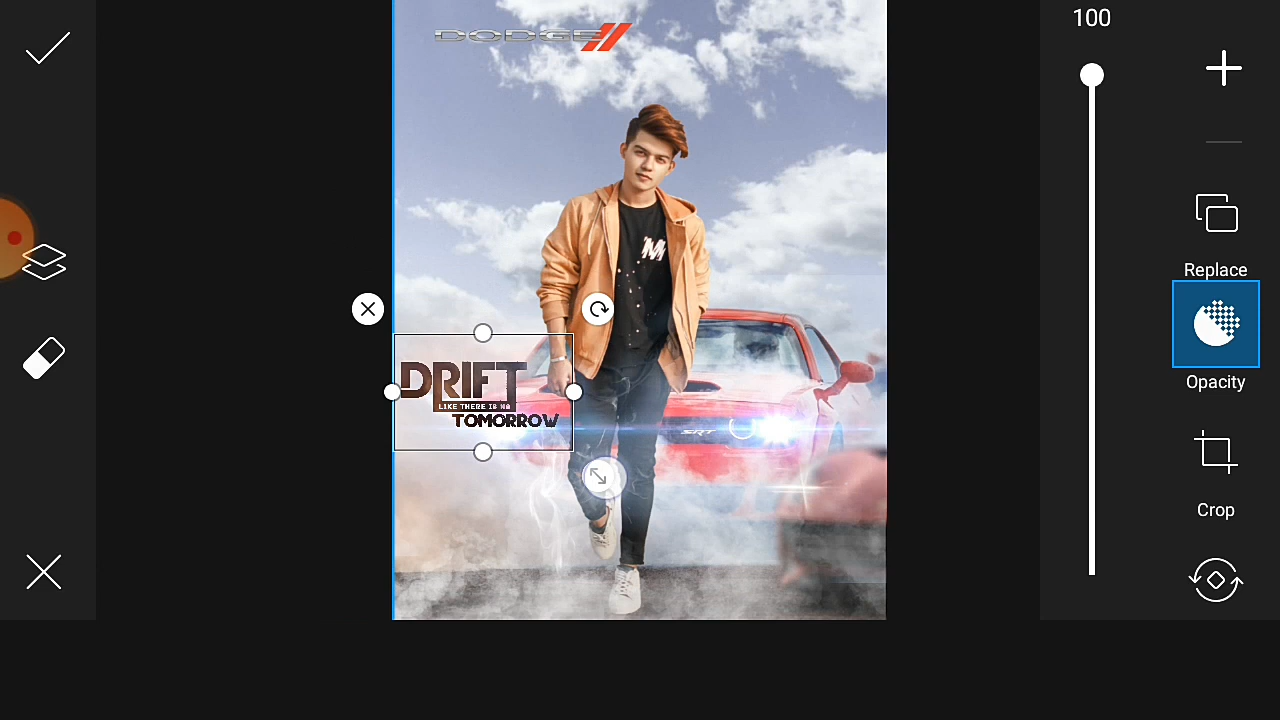 100
DODGE
Replace
DRIFT
LIKE THERE IS NO
TOMORROW
Opacity
SRT
Crop